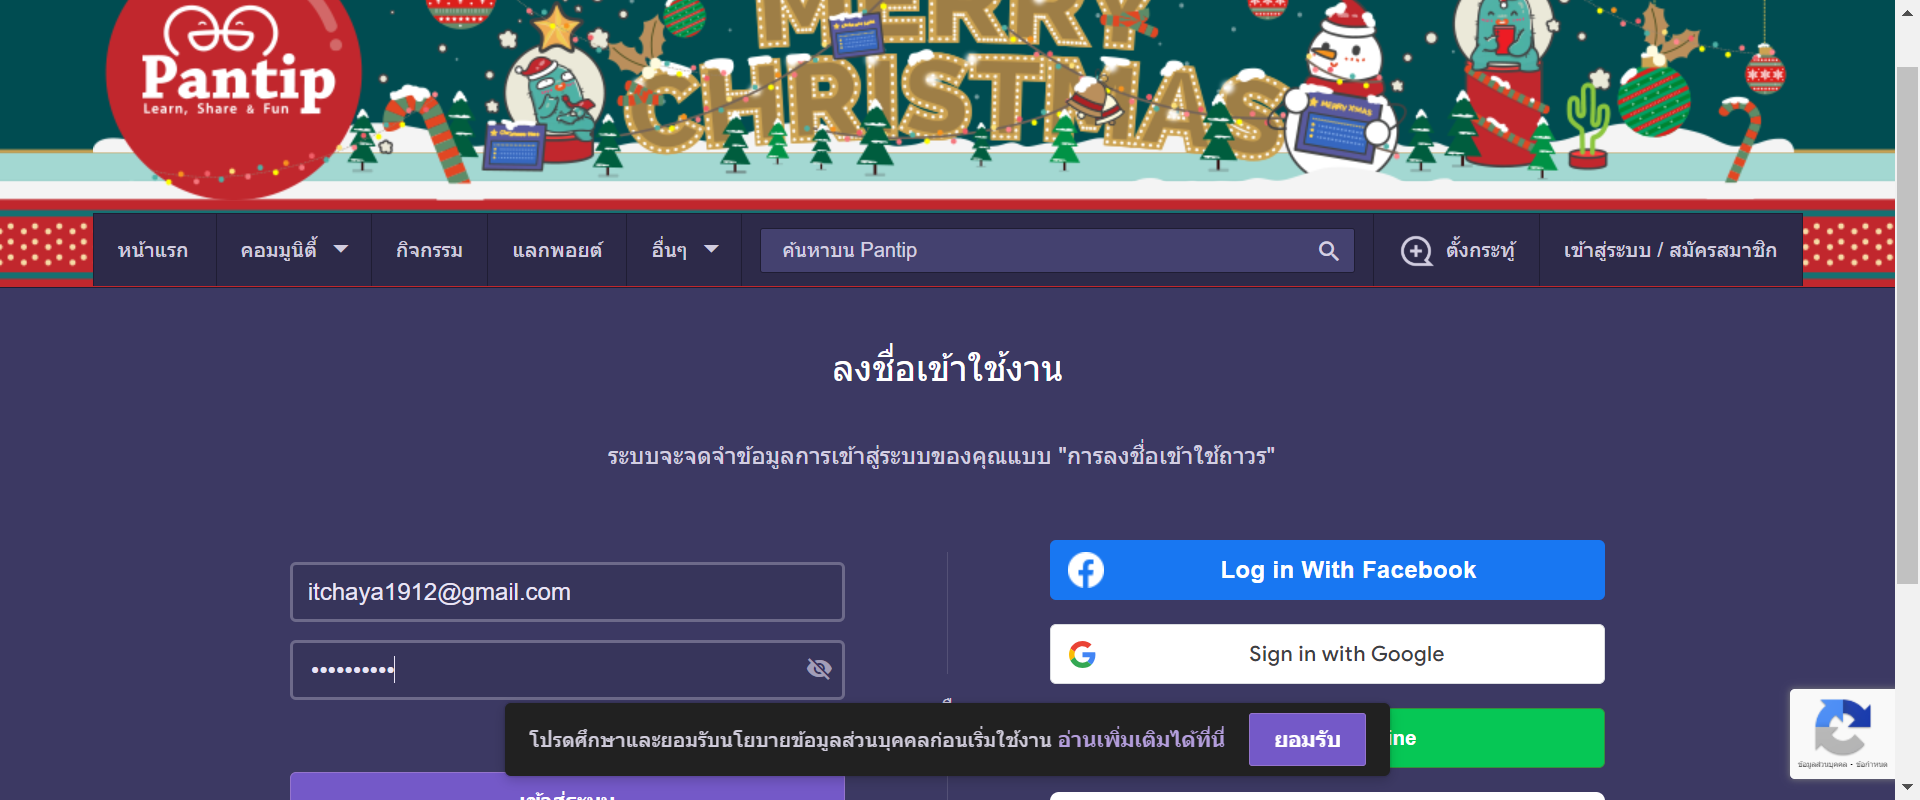 MERRY
CHRISTMAS
Pantip
Learn, Share & Fun
MERRY XMAS
หน้าแรก
คอมมูนิตี้
กิจกรรม
แลกพอยต์
อื่นๆ
ค้นหาบน Pantip
ตั้งกระทู้
เข้าสู่ระบบ / สมัครสมาชิก
ลงชื่อเข้าใช้งาน
ระบบจะจดจำข้อมูลการเข้าสู่ระบบของคุณแบบ "การลงชื่อเข้าใช้ถาวร"
itchaya1912@gmail.com
••••••••••
Log in With Facebook
Sign in with Google
ine
โปรดศึกษาและยอมรับนโยบายข้อมูลส่วนบุคคลก่อนเริ่มใช้งาน อ่านเพิ่มเติมได้ที่นี่
ยอมรับ
ข้อมูลส่วนบุคคล - ข้อกำหนด
เข้าสู่ระบบ